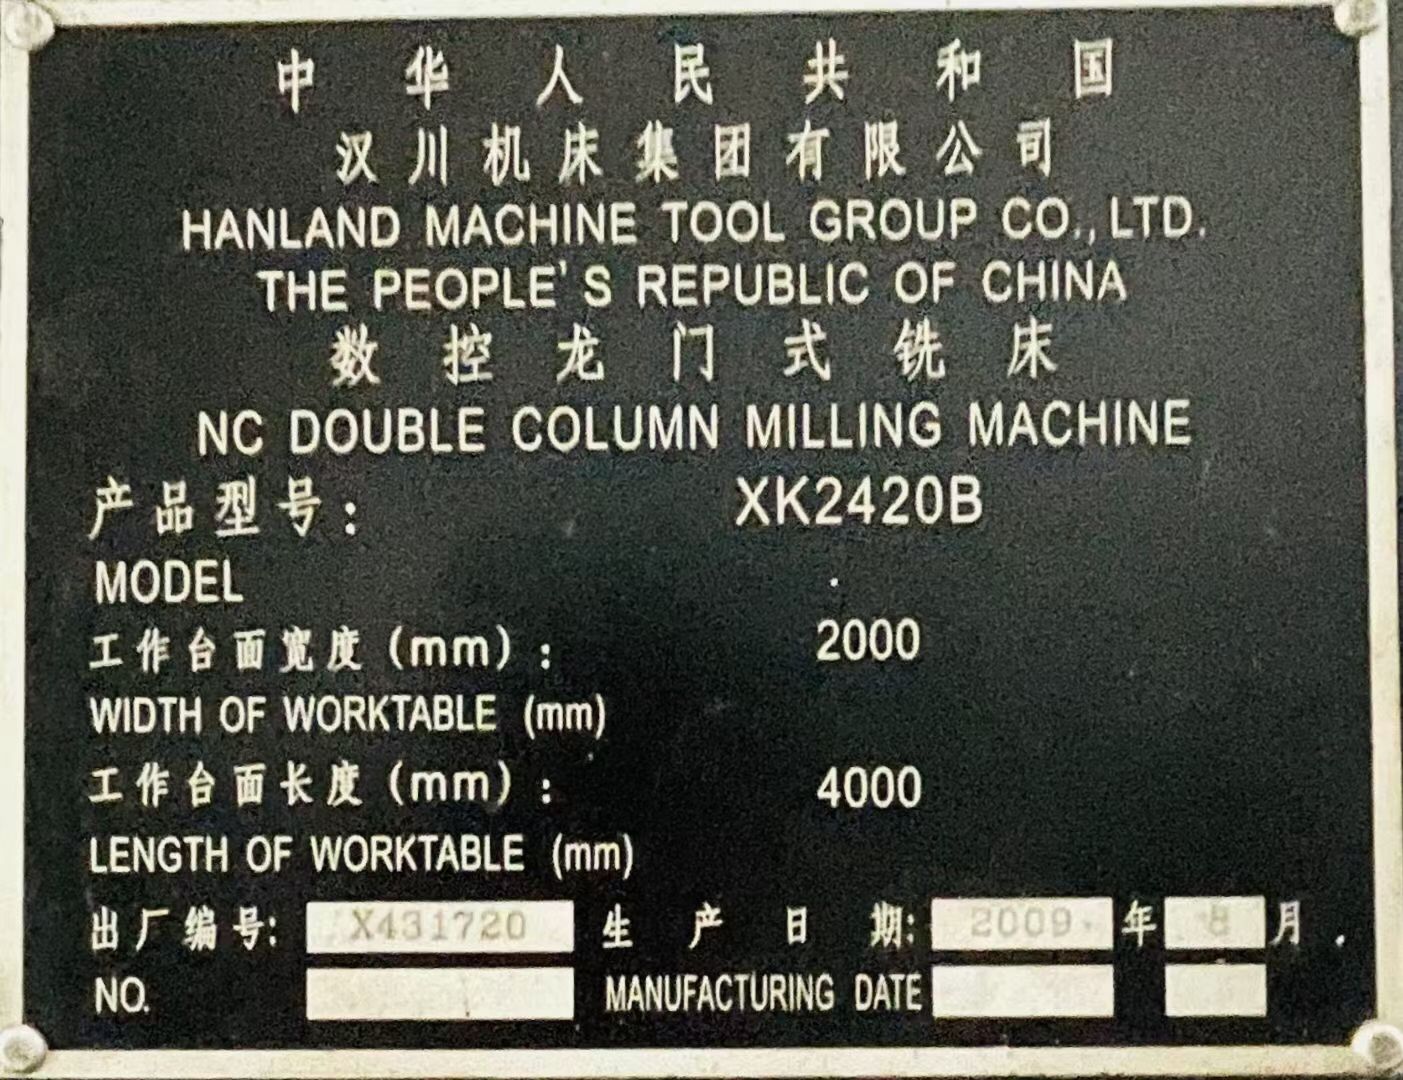 中华人民共和国
汉川机床集团有限公司
HANLAND MACHINE TOOL GROUP CO., LTD.
THE PEOPLE'S REPUBLIC OF CHINA
数控龙门式铣床
NC DOUBLE COLUMN MILLING MACHINE
产品型号: XK2420B
MODEL
工作台面宽度(mm): 2000
WIDTH OF WORKTABLE (mm)
工作台面长度(mm): 4000
LENGTH OF WORKTABLE (mm)
出厂编号: X431720 生产日期: 2009. 年 8 月.
NO. MANUFACTURING DATE